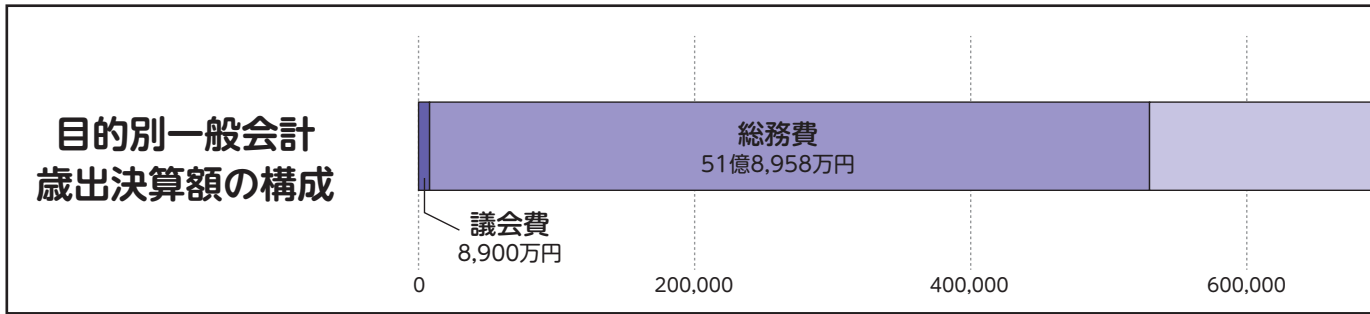 目的別一般会計
歳出決算額の構成
総務費
51億8,958万円
議会費
8,900万円
0
200,000
400,000
600,000